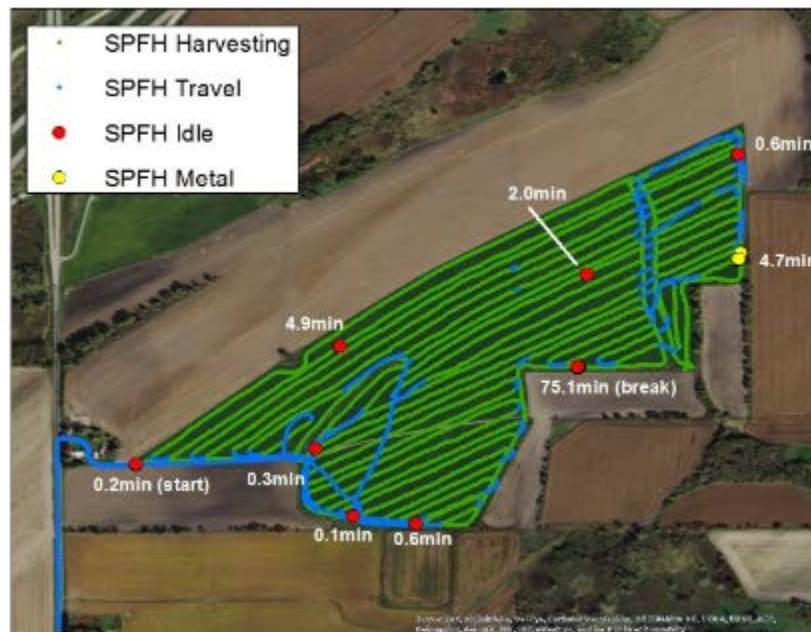 SPFH Harvesting
SPFH Travel
SPFH Idle
SPFH Metal
0.6min
2.0min
4.7min
4.9min
75.1min (break)
0.2min (start)
0.3min
0.1min
0.6min